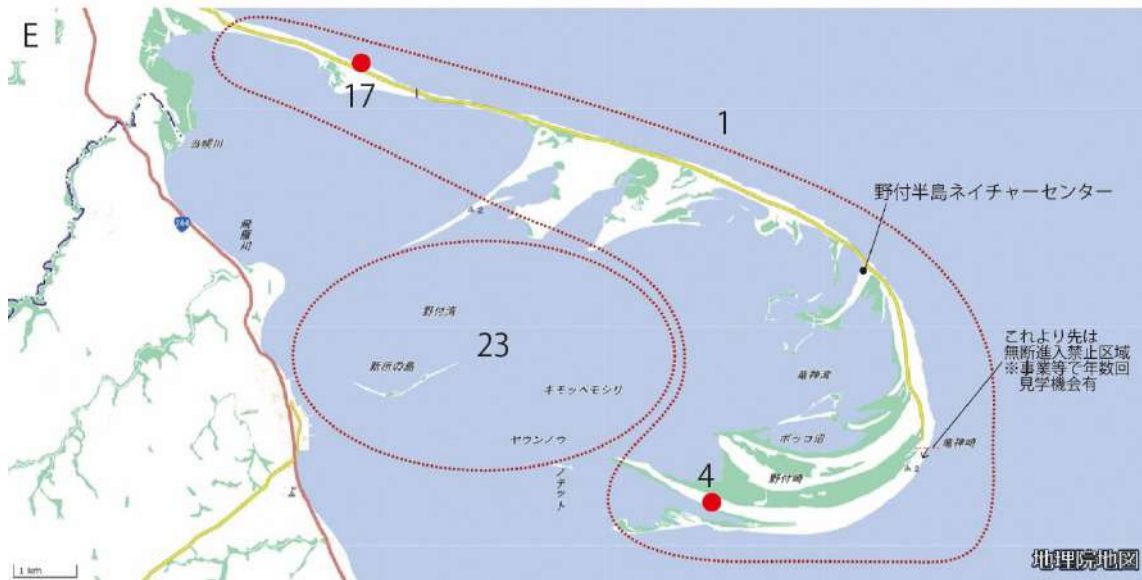 E
17
1
当幌川
野付半島ネイチャーセンター
244
飛雁川
野付湾
23
これより先は
無断進入禁止区域
※事業等で年数回
見学機会有
新所の島
キモッペモシリ
竜神湾
ヤウンノウ
ポッコ沼
竜神崎
4
野付崎
ノテット
1 km
地理院地図